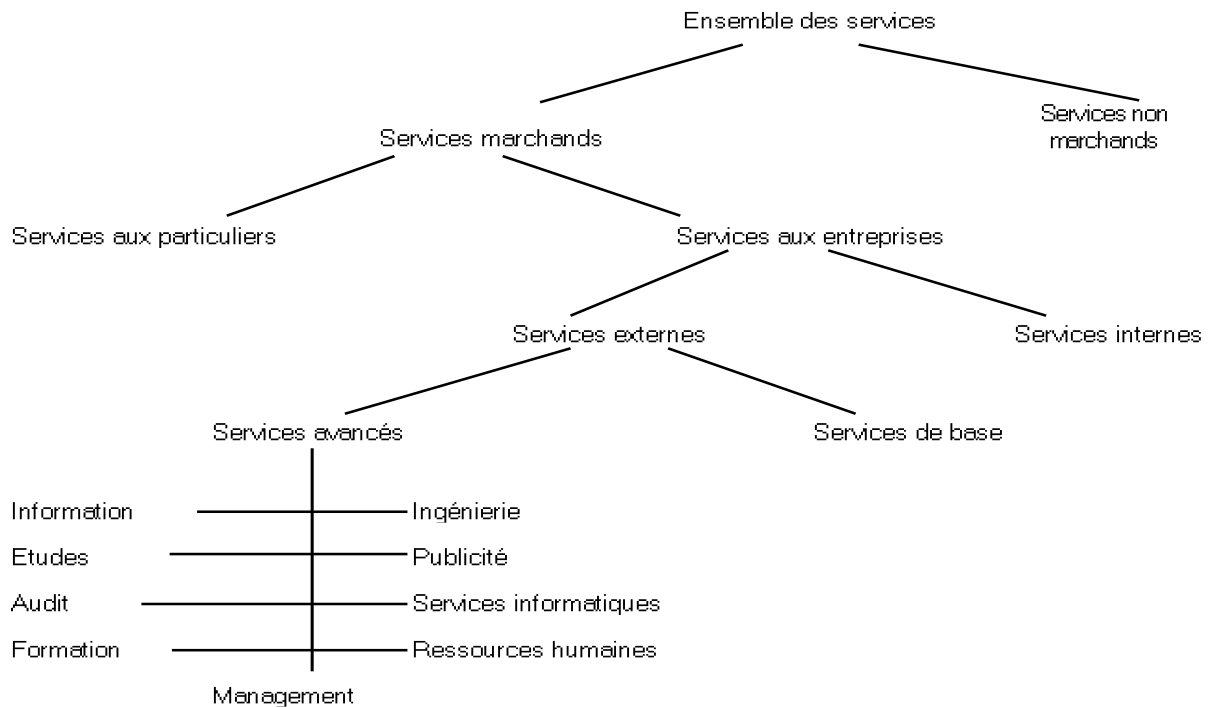 Ensemble des services
Services non
marchands
Services marchands
Services aux particuliers
Services aux entreprises
Services externes
Services internes
Services avancés
Services de base
Information
Ingénierie
Etudes
Publicité
Audit
Services informatiques
Formation
Ressources humaines
Management